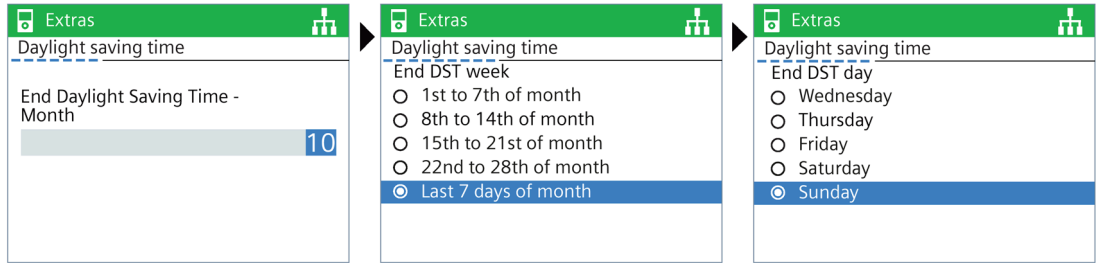 Extras
Daylight saving time
End Daylight Saving Time -
Month
10
Extras
Daylight saving time
End DST week
1st to 7th of month
8th to 14th of month
15th to 21st of month
22nd to 28th of month
Last 7 days of month
Extras
Daylight saving time
End DST day
Wednesday
Thursday
Friday
Saturday
Sunday